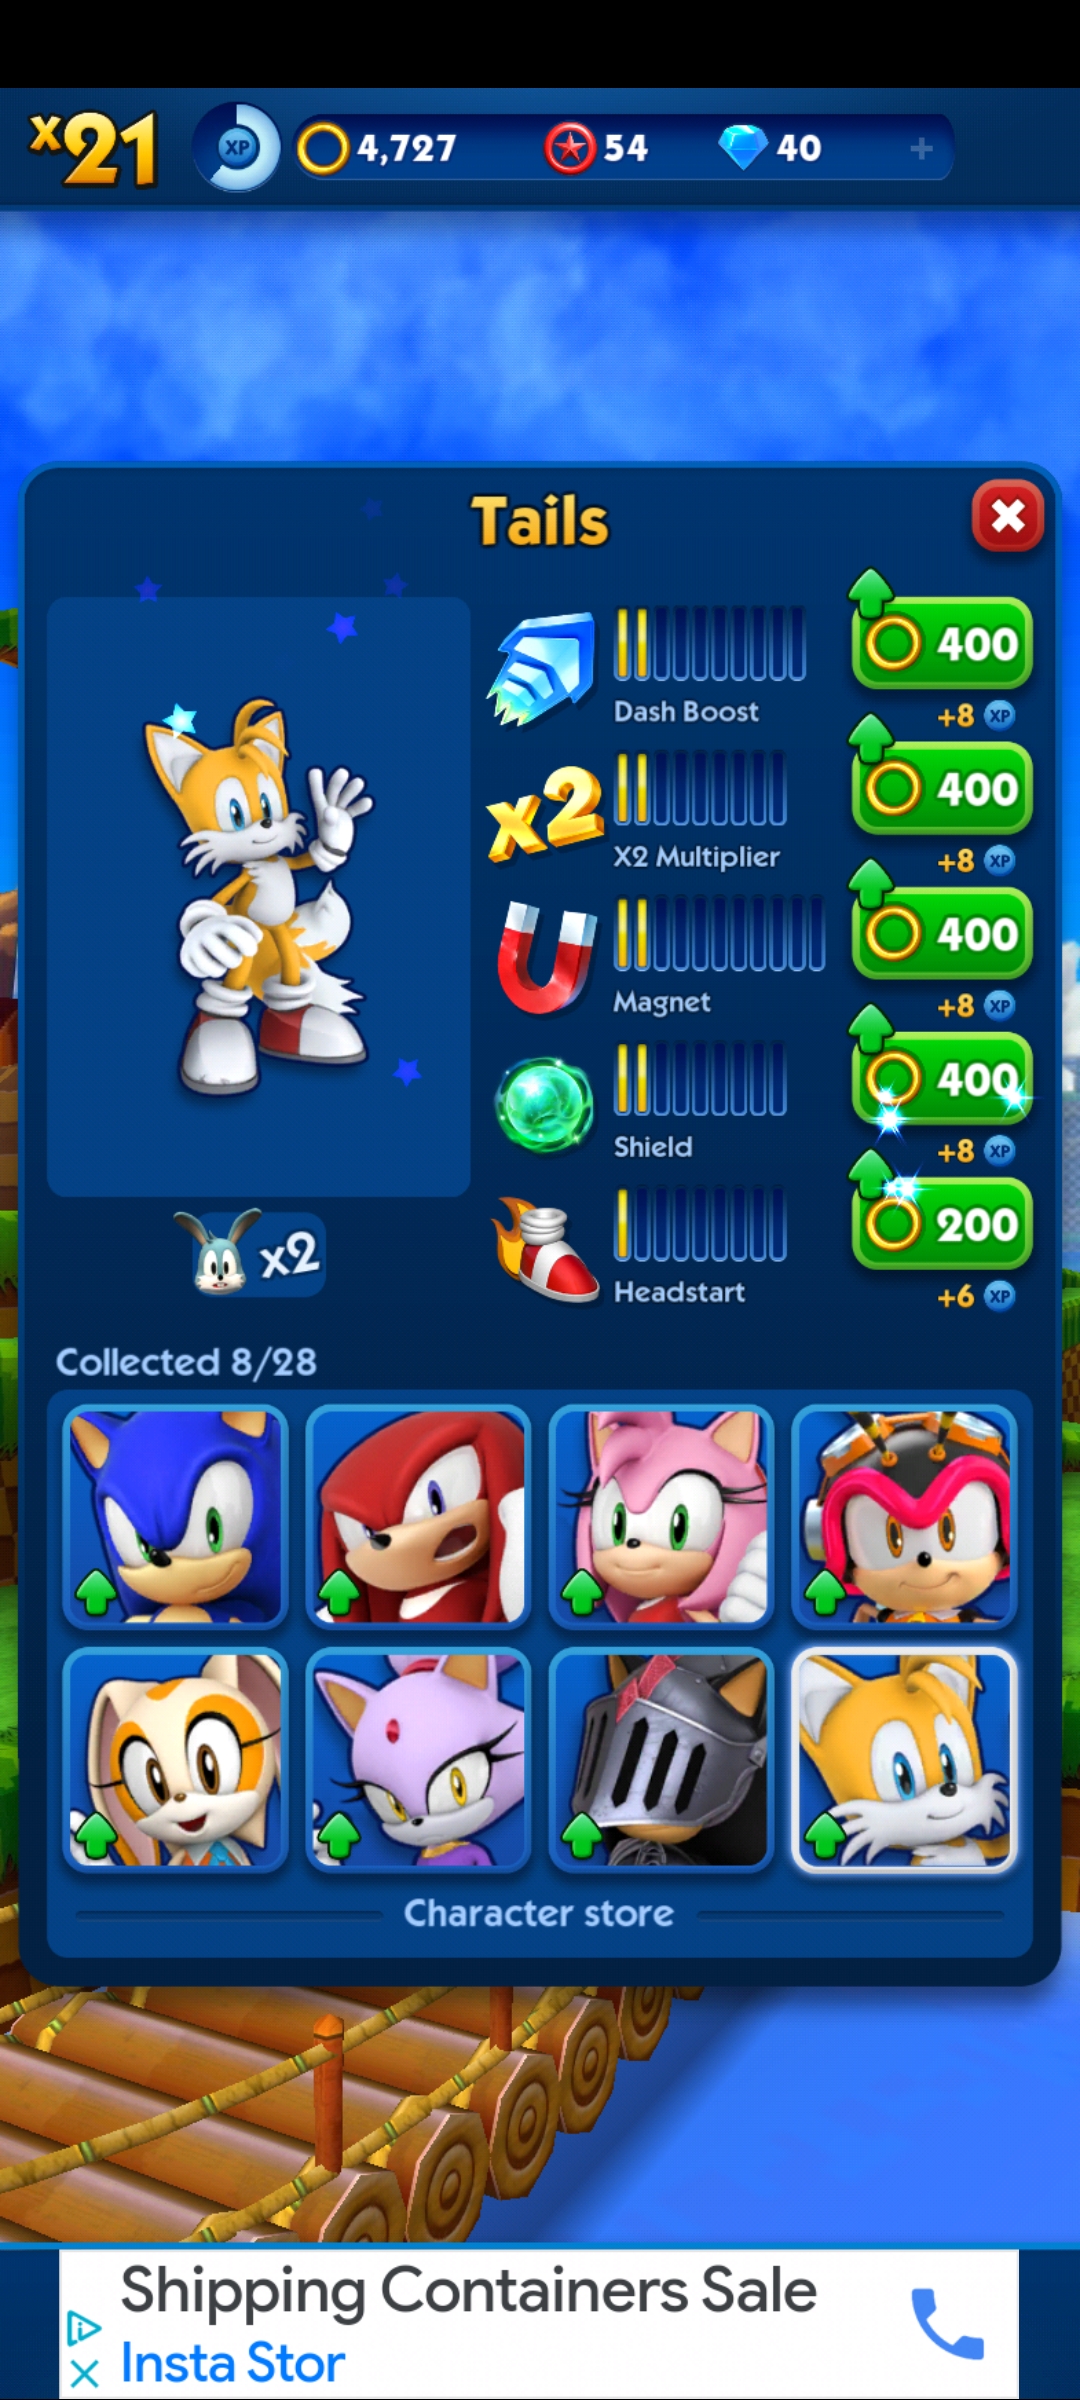 x21 XP 4,727 54 40 +
Tails
400
Dash Boost
+8 XP
x2
400
X2 Multiplier
+8 XP
400
Magnet
+8 XP
400
Shield
+8 XP
x2
200
Headstart
+6 XP
Collected 8/28
Character store
Shipping Containers Sale
Insta Stor